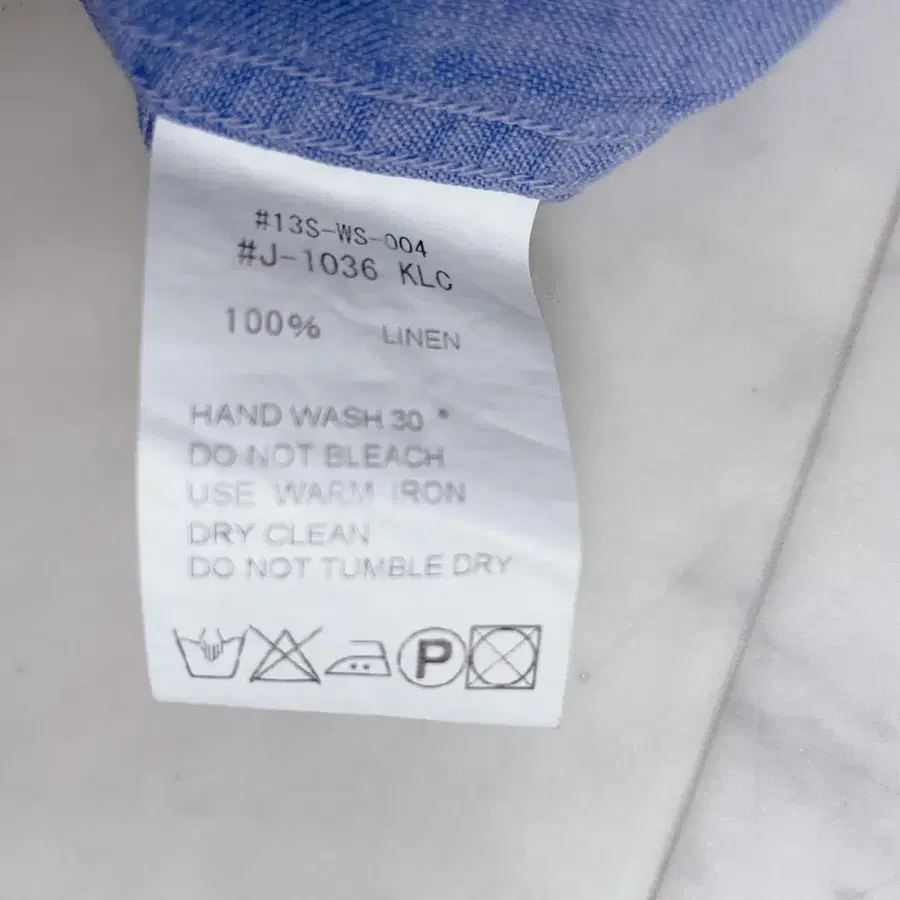 #13S-WS-004
#J-1036 KLC
100% LINEN
HAND WASH 30 °
DO NOT BLEACH
USE WARM IRON
DRY CLEAN
DO NOT TUMBLE DRY
P